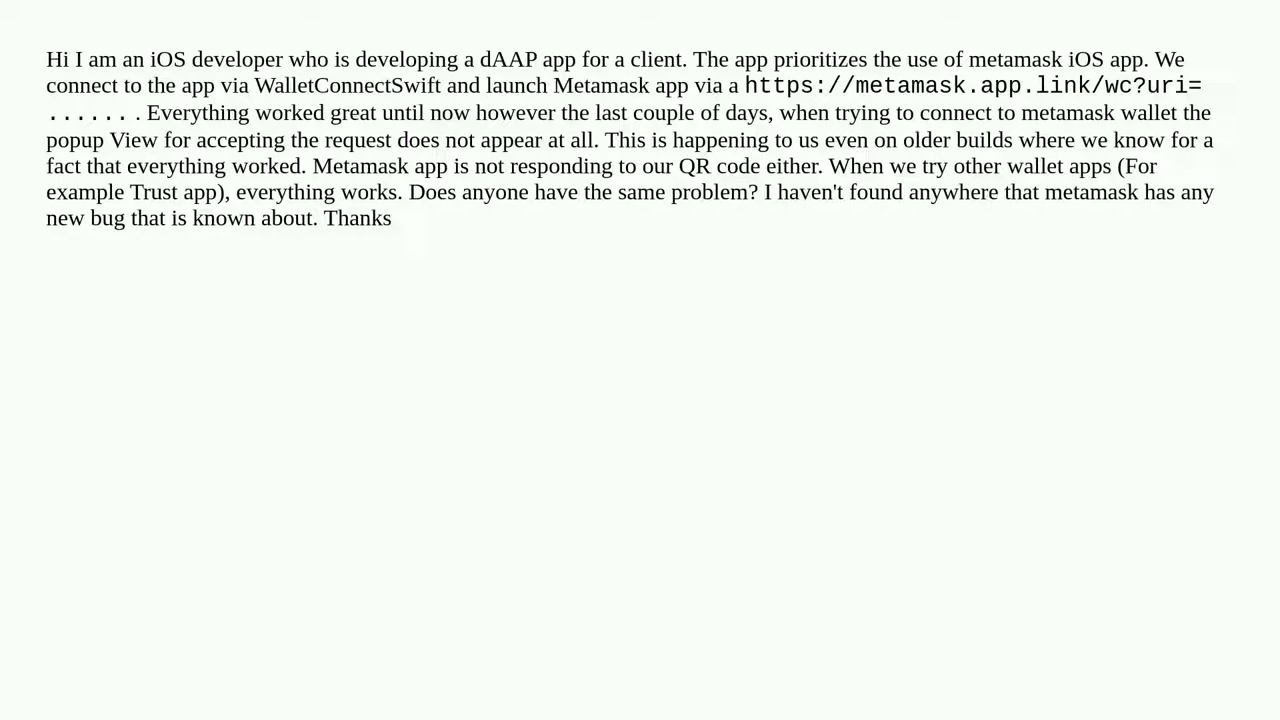 Hi I am an iOS developer who is developing a dAAP app for a client. The app prioritizes the use of metamask iOS app. We
connect to the app via WalletConnectSwift and launch Metamask app via a https://metamask.app.link/wc?uri=
....... . Everything worked great until now however the last couple of days, when trying to connect to metamask wallet the
popup View for accepting the request does not appear at all. This is happening to us even on older builds where we know for a
fact that everything worked. Metamask app is not responding to our QR code either. When we try other wallet apps (For
example Trust app), everything works. Does anyone have the same problem? I haven't found anywhere that metamask has any
new bug that is known about. Thanks